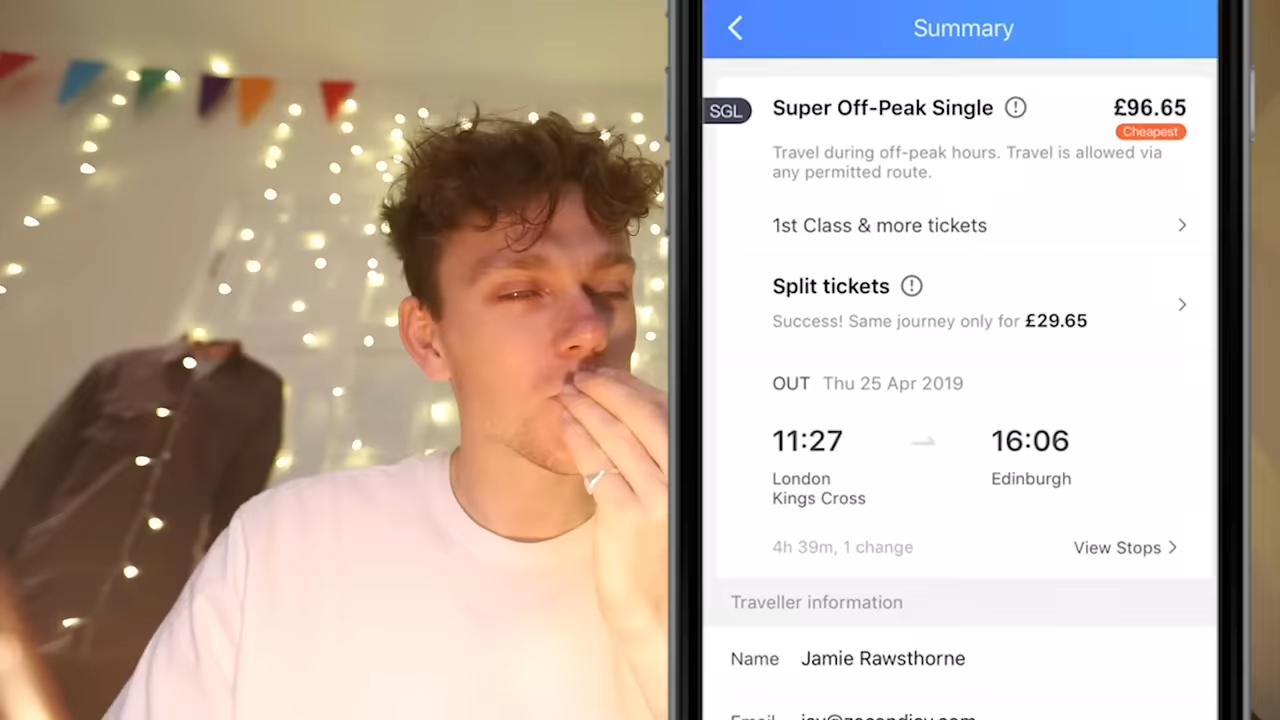 Summary
SGL
Super Off-Peak Single
£96.65
Cheapest
Travel during off-peak hours. Travel is allowed via
any permitted route.
1st Class & more tickets
Split tickets
Success! Same journey only for £29.65
OUT Thu 25 Apr 2019
11:27
16:06
London
Kings Cross
Edinburgh
4h 39m, 1 change
View Stops
Traveller information
Name Jamie Rawsthorne